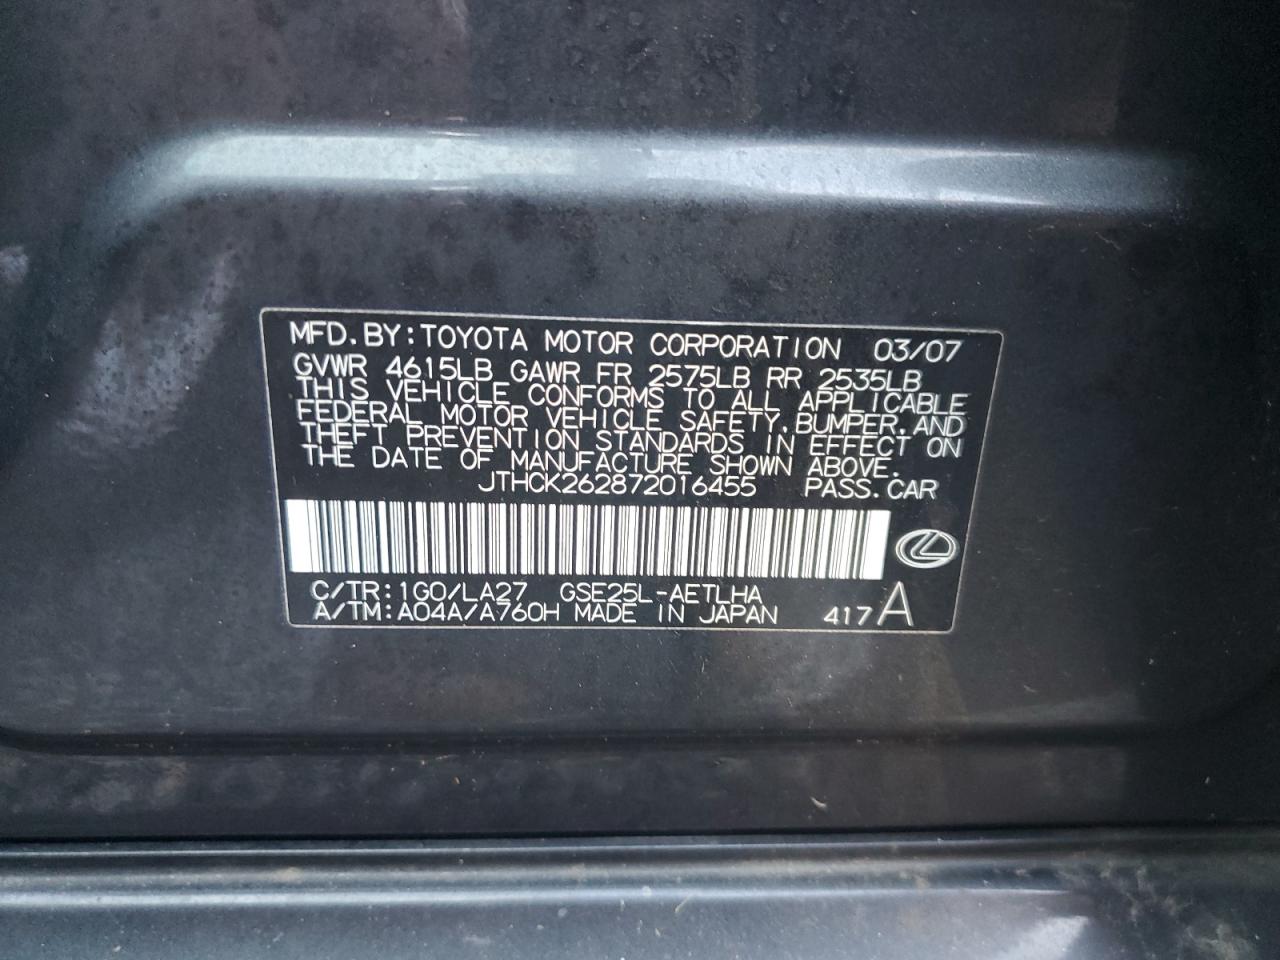 MFD.BY:TOYOTA MOTOR CORPORATION 03/07
GVWR 4615LB GAWR FR 2575LB RR 2535LB
THIS VEHICLE CONFORMS TO ALL APPLICABLE
FEDERAL MOTOR VEHICLE SAFETY,BUMPER,AND
THEFT PREVENTION STANDARDS IN EFFECT ON
THE DATE OF MANUFACTURE SHOWN ABOVE.
JTHCK262872016455 PASS.CAR
C/TR:1G0/LA27 GSE25L-AETLHA
A/TM:A04A/A760H MADE IN JAPAN 417A